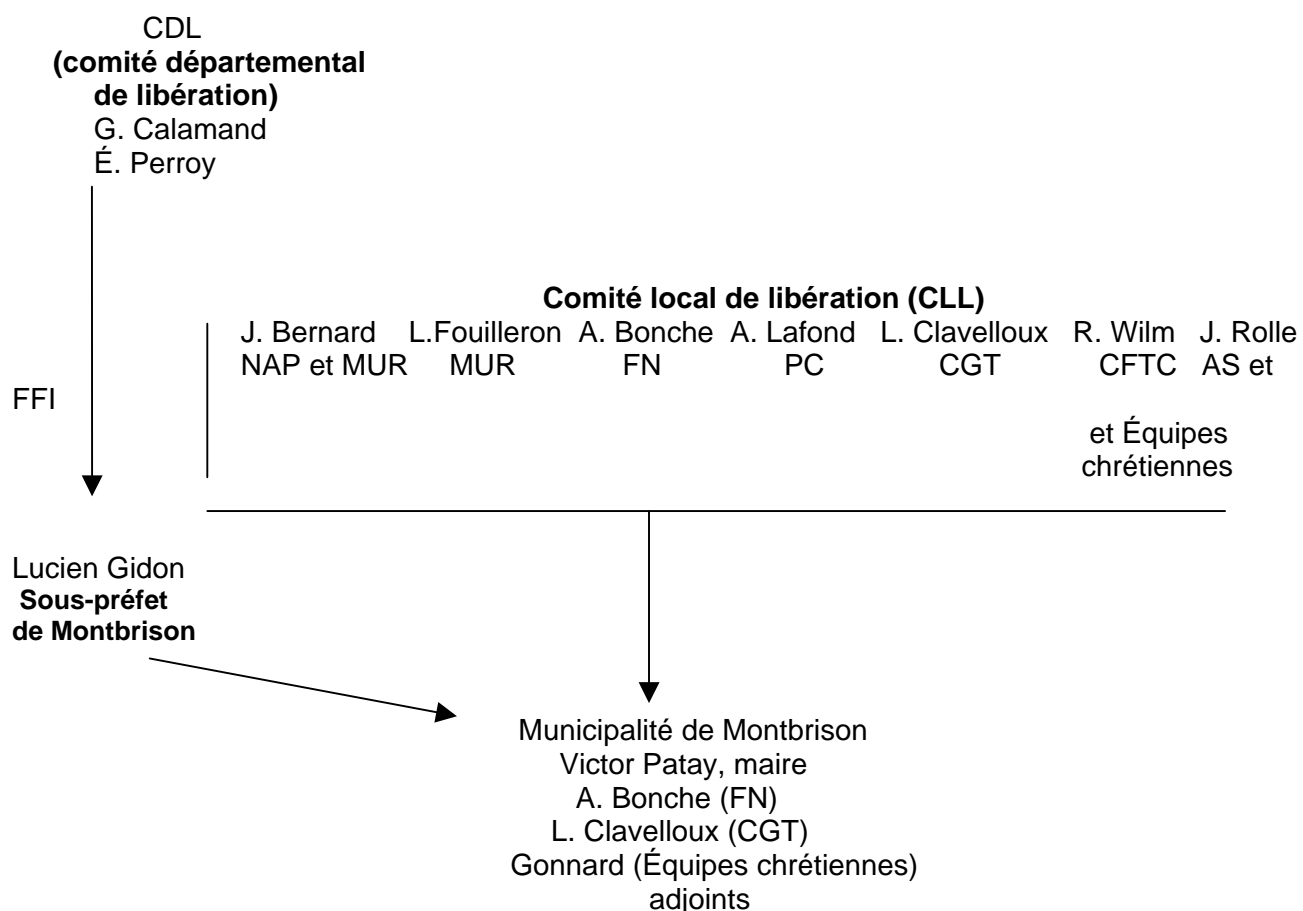 CDL
(comité départemental
de libération)
G. Calamand
É. Perroy
Comité local de libération (CLL)
J. Bernard L.Fouilleron A. Bonche A. Lafond L. Clavelloux R. Wilm J. Rolle
NAP et MUR MUR FN PC CGT CFTC AS et
FFI
et Équipes
chrétiennes
Lucien Gidon
Sous-préfet
de Montbrison
Municipalité de Montbrison
Victor Patay, maire
A. Bonche (FN)
L. Clavelloux (CGT)
Gonnard (Équipes chrétiennes)
adjoints